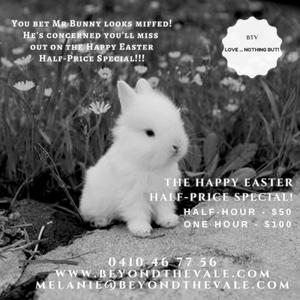 You bet Mr Bunny looks miffed!
He's concerned you'll miss
out on the Happy Easter
Half-Price Special!!!
BTV
LOVE ... NOTHING BUT!
The Happy Easter
Half-Price Special!
HALF-HOUR - $50
ONE HOUR - $100
0410 46 77 56
www.beyondthevale.com
melanie@beyondthevale.com